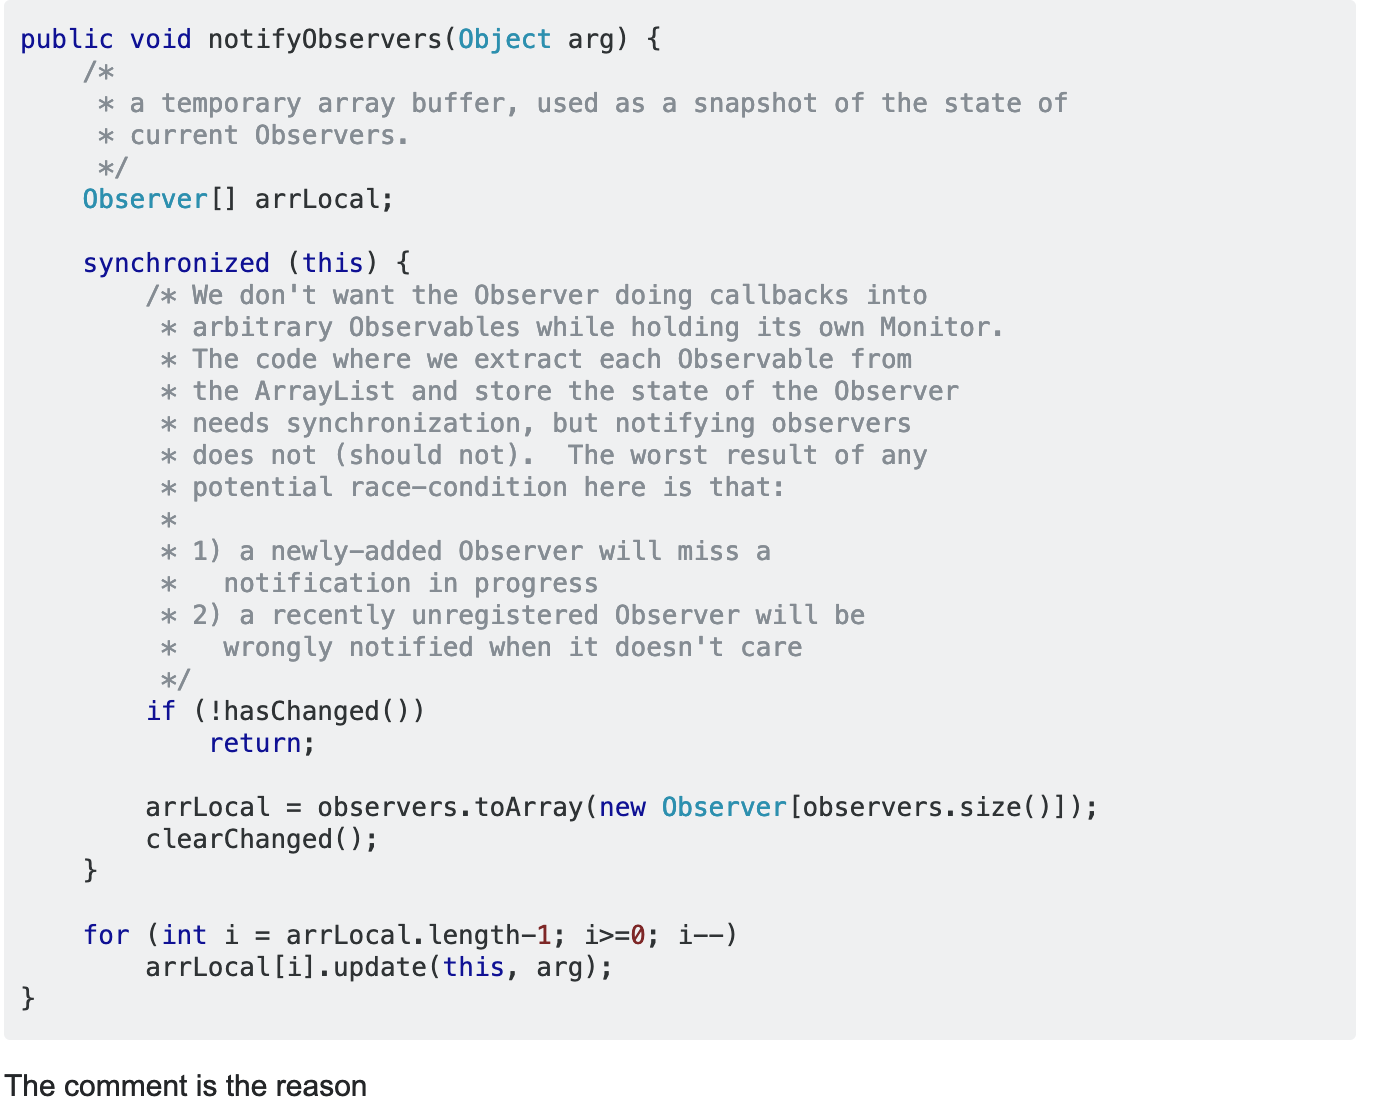 public void notifyObservers(Object arg) {
    /*
     * a temporary array buffer, used as a snapshot of the state of
     * current Observers.
     */
    Observer[] arrLocal;

    synchronized (this) {
        /* We don't want the Observer doing callbacks into
         * arbitrary Observables while holding its own Monitor.
         * The code where we extract each Observable from
         * the ArrayList and store the state of the Observer
         * needs synchronization, but notifying observers
         * does not (should not).  The worst result of any
         * potential race-condition here is that:
         *
         * 1) a newly-added Observer will miss a
         *   notification in progress
         * 2) a recently unregistered Observer will be
         *   wrongly notified when it doesn't care
         */
        if (!hasChanged())
            return;

        arrLocal = observers.toArray(new Observer[observers.size()]);
        clearChanged();
    }

    for (int i = arrLocal.length-1; i>=0; i--)
        arrLocal[i].update(this, arg);
}
The comment is the reason